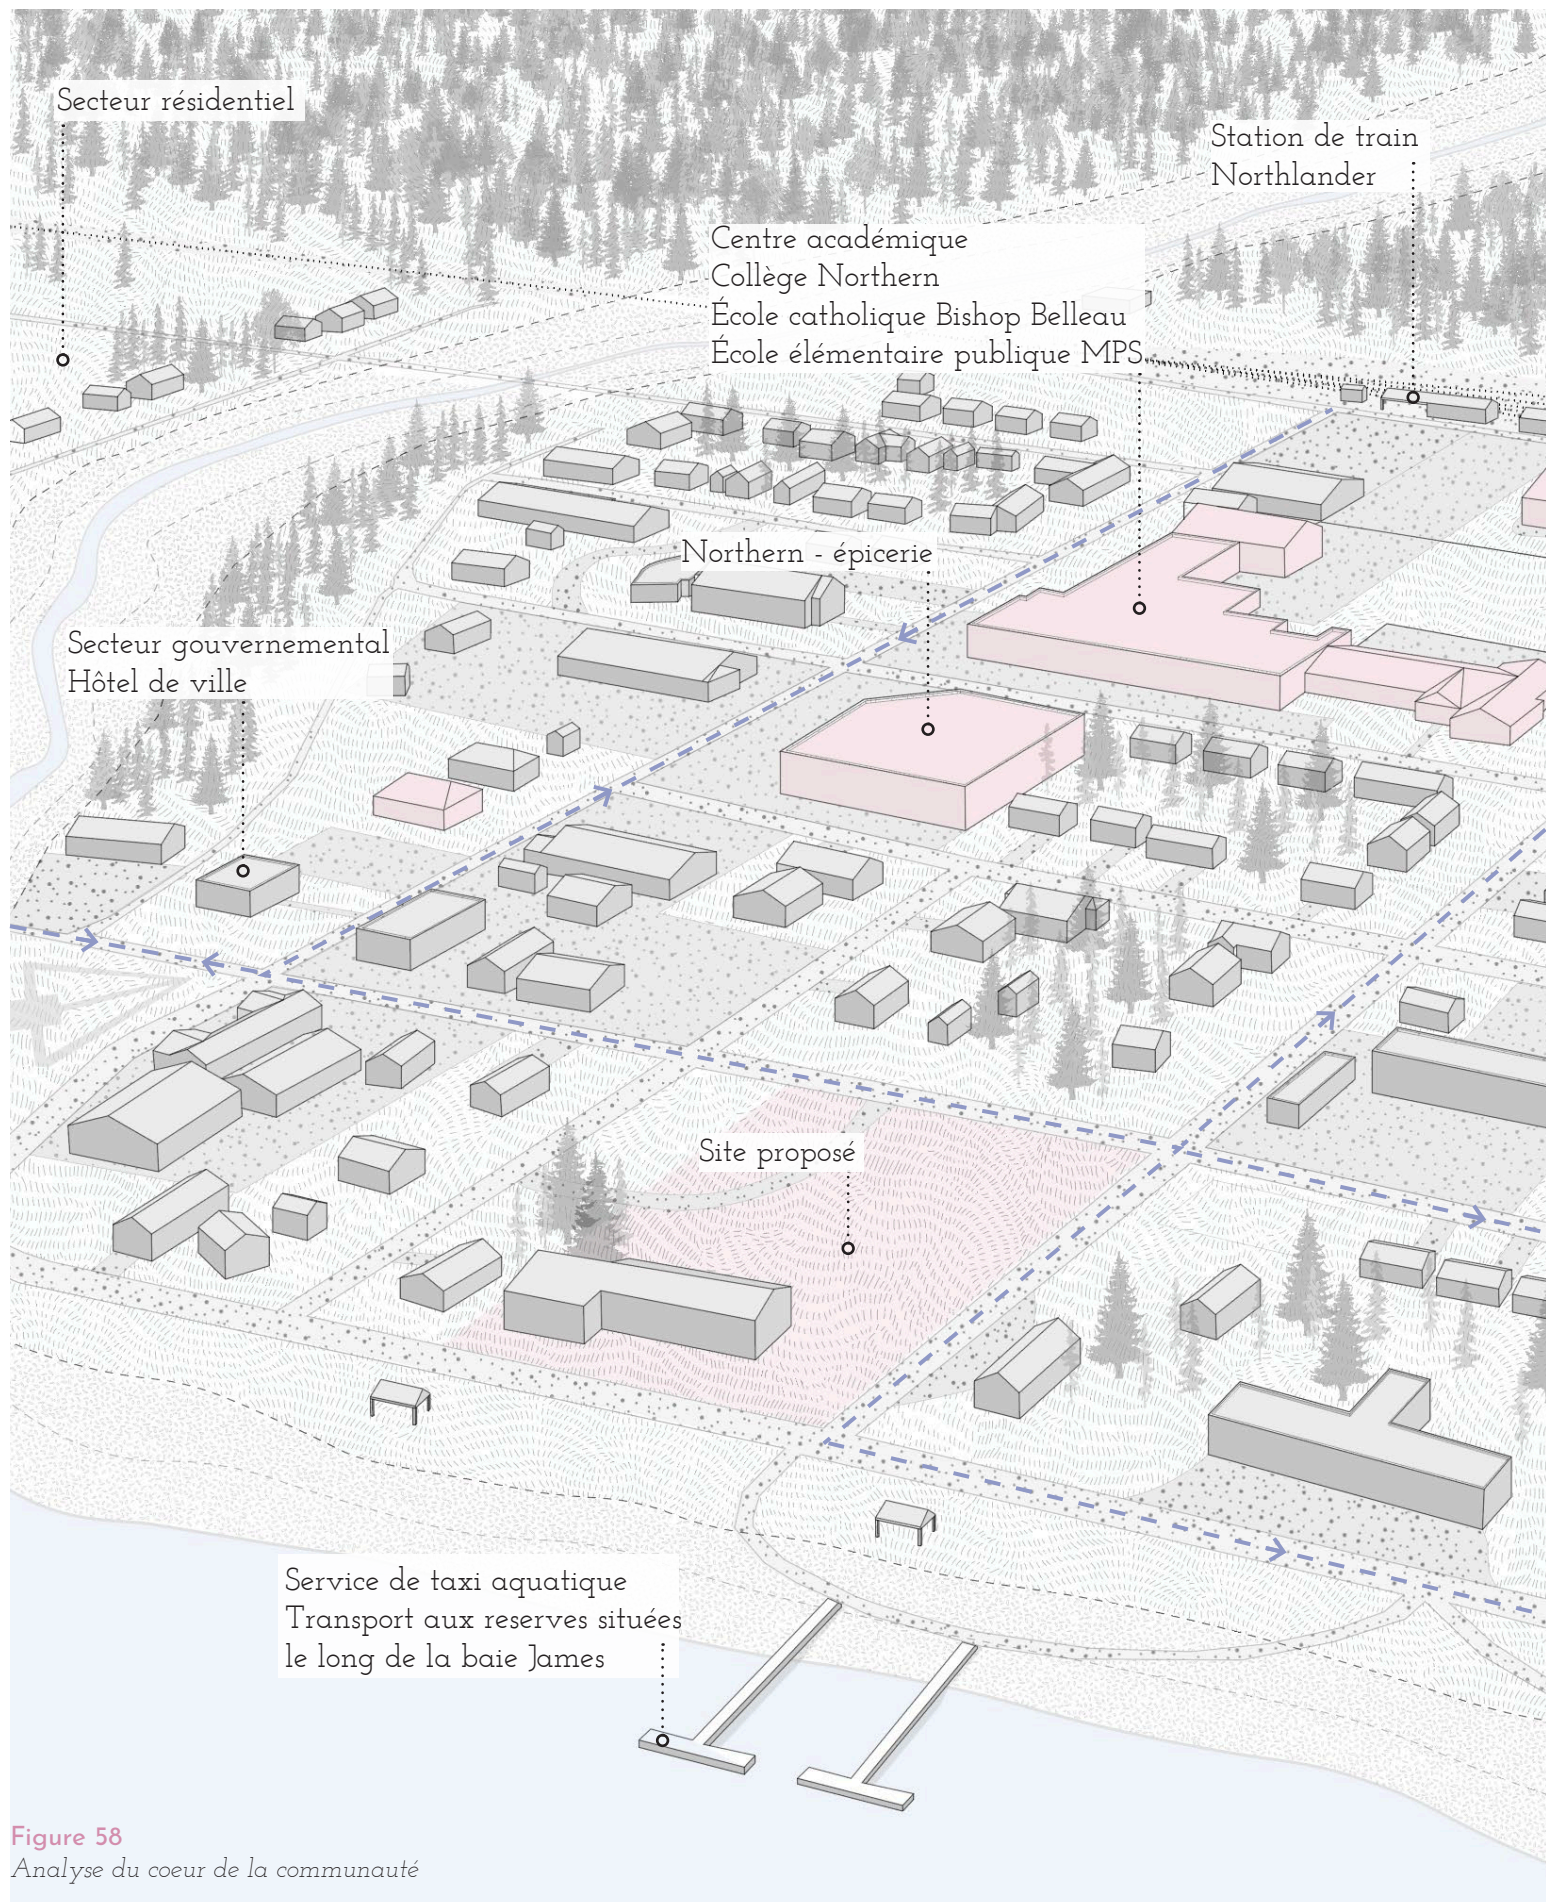 Secteur résidentiel
Station de train
Northlander
Centre académique
Collège Northern
École catholique Bishop Belleau
École élémentaire publique MPS
Northern - épicerie
Secteur gouvernemental
Hôtel de ville
Site proposé
Service de taxi aquatique
Transport aux reserves situées
le long de la baie James
Figure 58
Analyse du coeur de la communauté